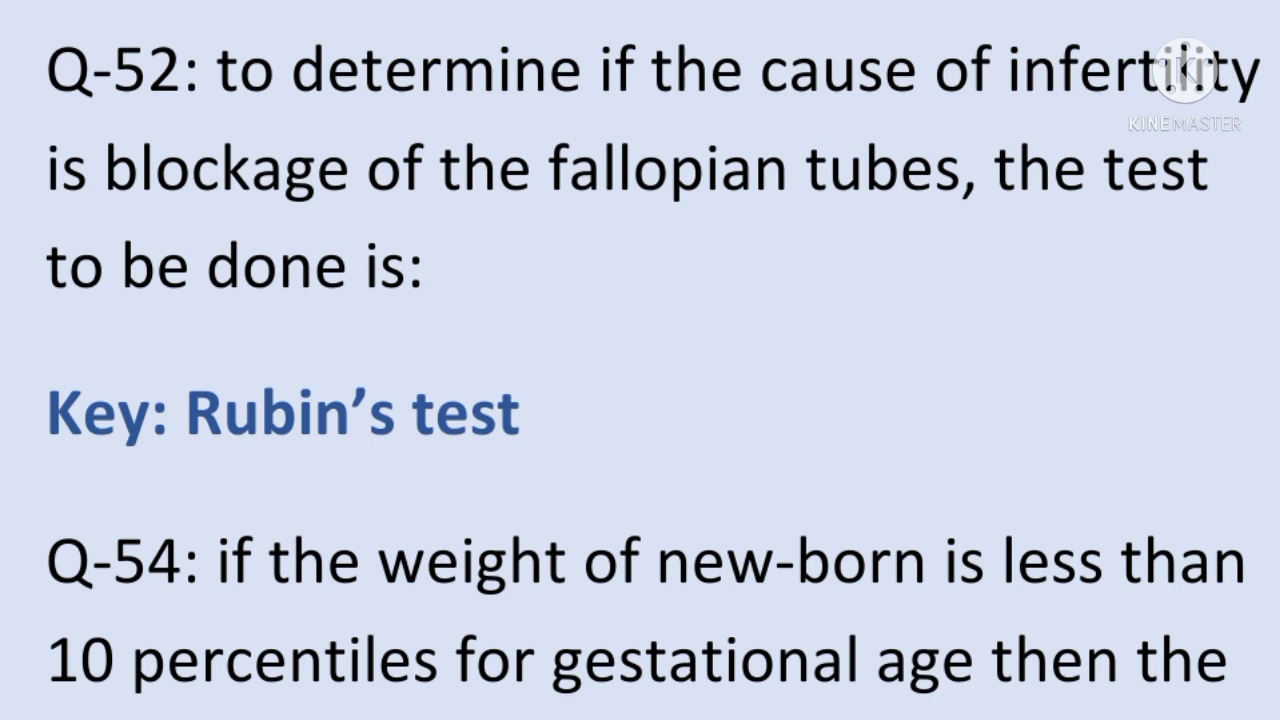 Q-52: to determine if the cause of infertility
KINEMASTER
is blockage of the fallopian tubes, the test
to be done is:
Key: Rubin’s test
Q-54: if the weight of new-born is less than
10 percentiles for gestational age then the